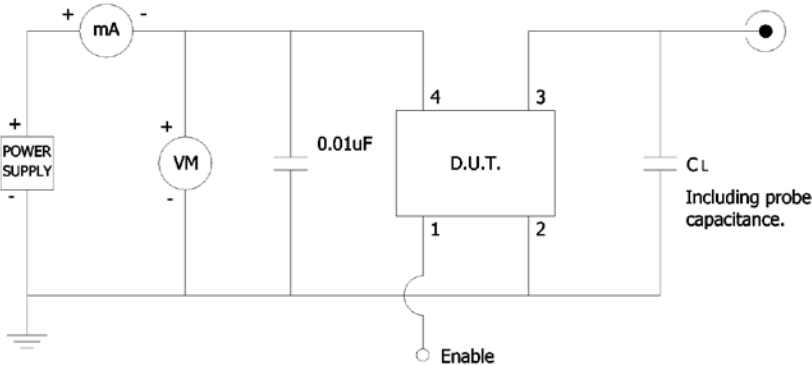 + mA -
4
3
+
POWER
SUPPLY
-
+
VM
-
0.01uF
D.U.T.
CL
Including probe
capacitance.
1
2
Enable